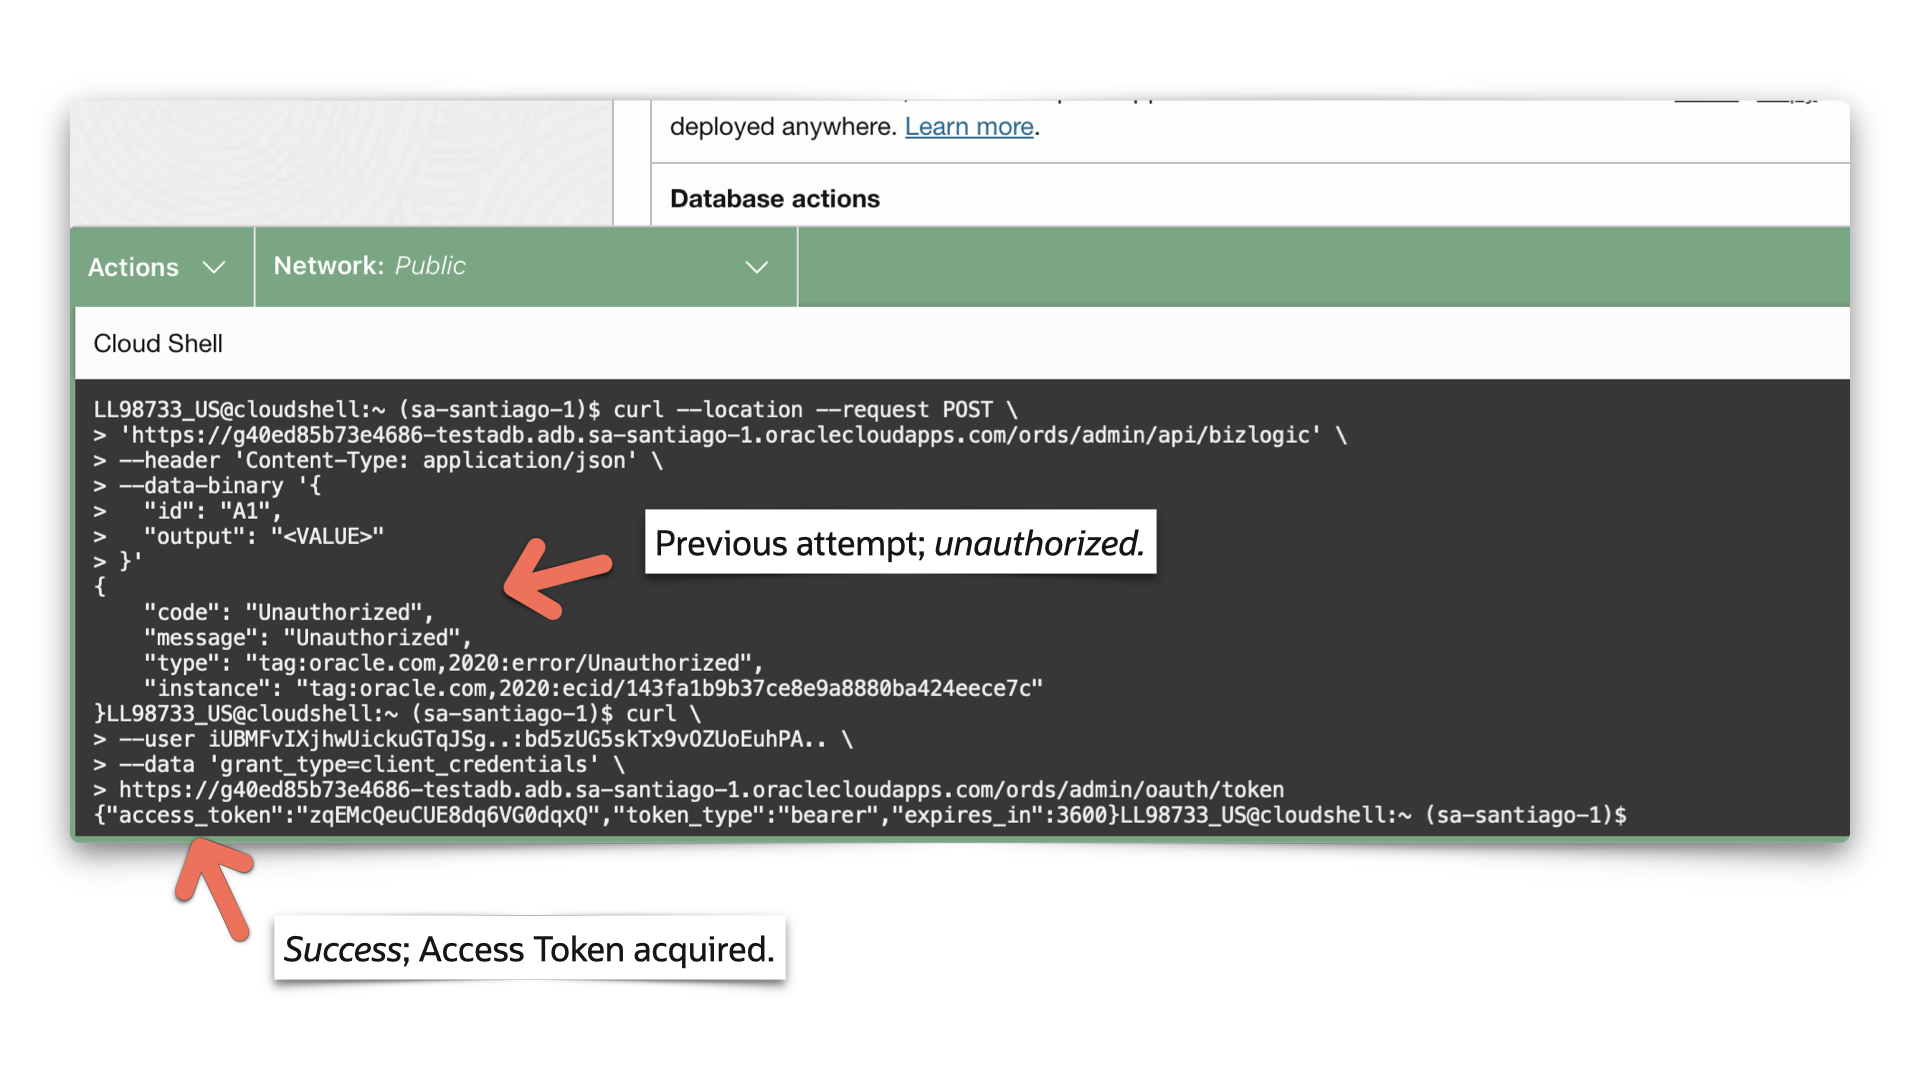 deployed anywhere. Learn more.
Database actions
Actions
Network: Public
Cloud Shell
LL98733_US@cloudshell:~ (sa-santiago-1)$ curl --location --request POST \
> 'https://g40ed85b73e4686-testadb.adb.sa-santiago-1.oraclecloudapps.com/ords/admin/api/bizlogic' \
> --header 'Content-Type: application/json' \
> --data-binary '{
>   "id": "A1",
>   "output": "<VALUE>"
> }'
{
    "code": "Unauthorized",
    "message": "Unauthorized",
    "type": "tag:oracle.com,2020:error/Unauthorized",
    "instance": "tag:oracle.com,2020:ecid/143fa1b9b37ce8e9a8880ba424eece7c"
}LL98733_US@cloudshell:~ (sa-santiago-1)$ curl \
> --user iUBMFvIXjhwUickuGTqJSg..:bd5zUG5skTx9vOZUoEuhPA.. \
> --data 'grant_type=client_credentials' \
> https://g40ed85b73e4686-testadb.adb.sa-santiago-1.oraclecloudapps.com/ords/admin/oauth/token
{"access_token":"zqEMcQeuCUE8dq6VG0dqxQ","token_type":"bearer","expires_in":3600}LL98733_US@cloudshell:~ (sa-santiago-1)$
Previous attempt; unauthorized.
Success; Access Token acquired.